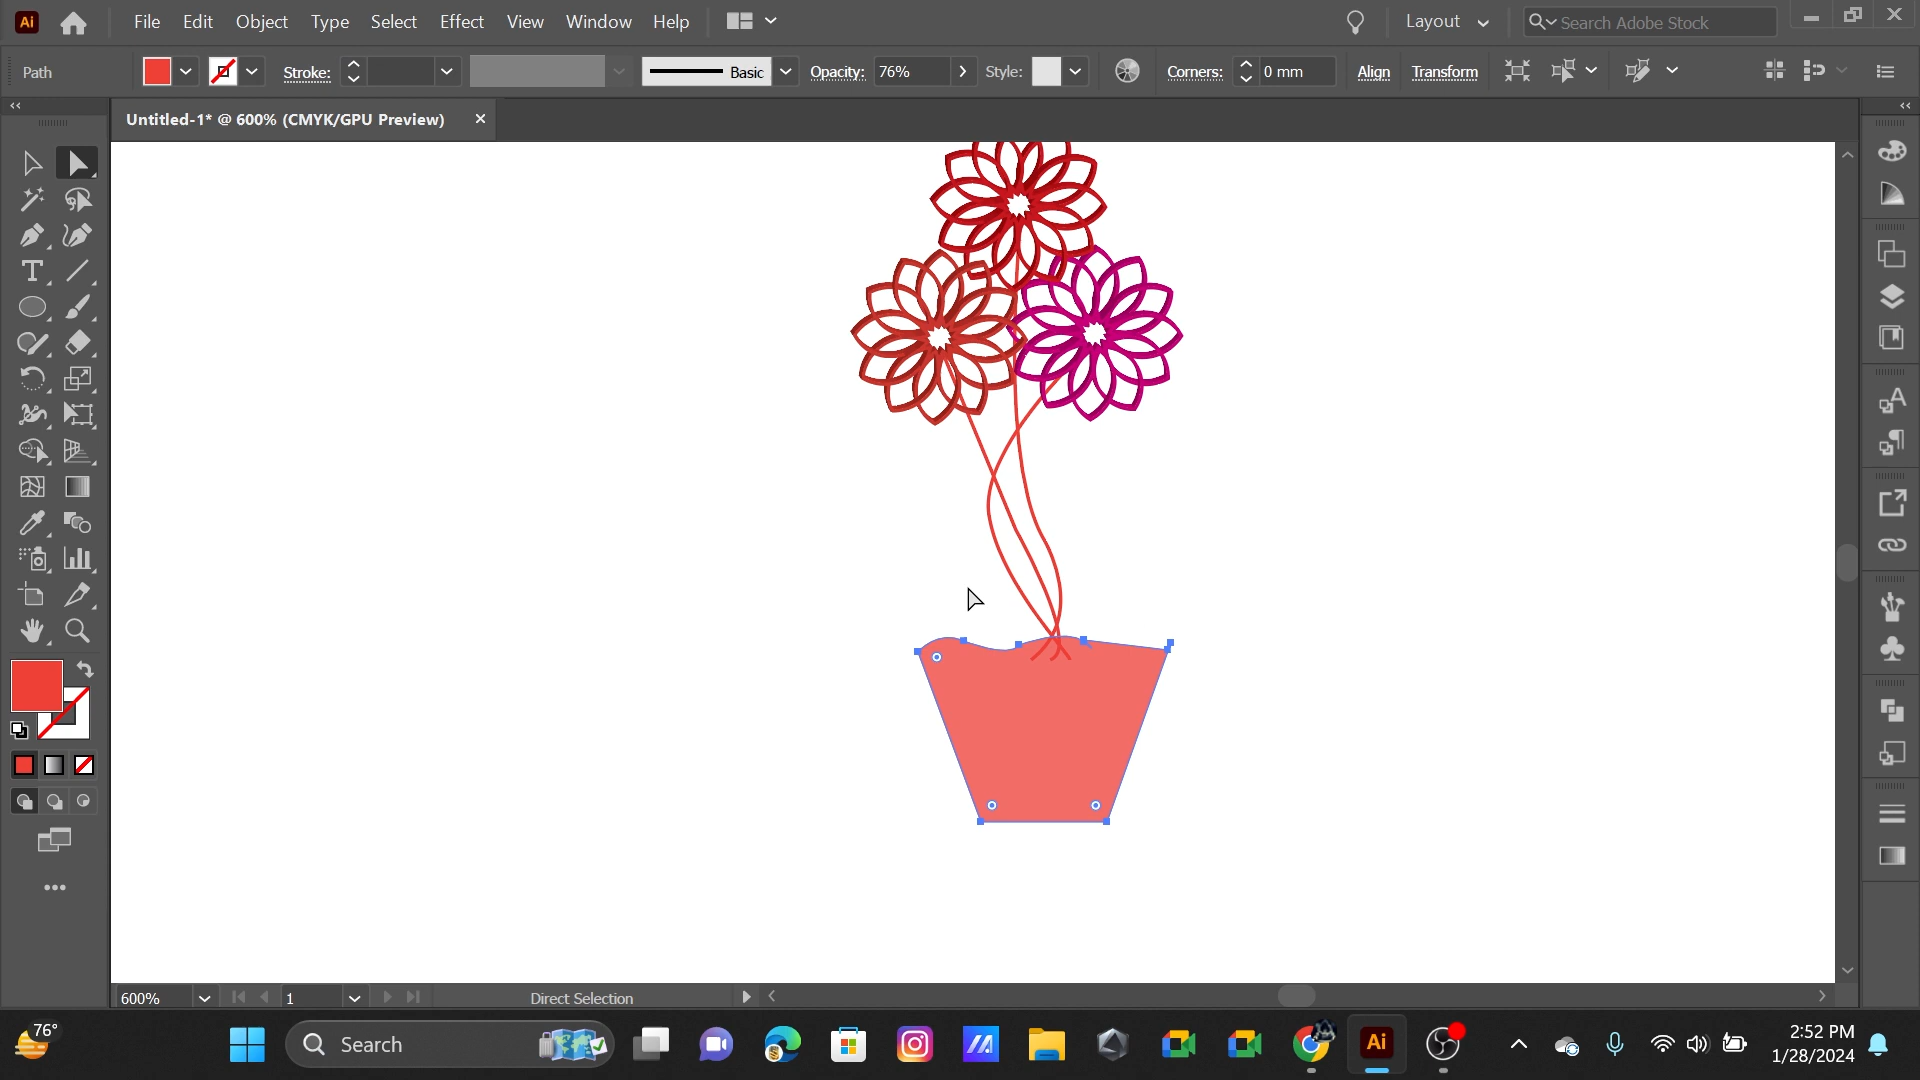 Ai File Edit Object Type Select Effect View Window Help Layout Search Adobe Stock
Path Stroke: Basic Opacity: 76% Style: Corners: 0 mm Align Transform
Untitled-1* @ 600% (CMYK/GPU Preview)
600% 1 Direct Selection
76° Search Ai 2:52 PM
1/28/2024